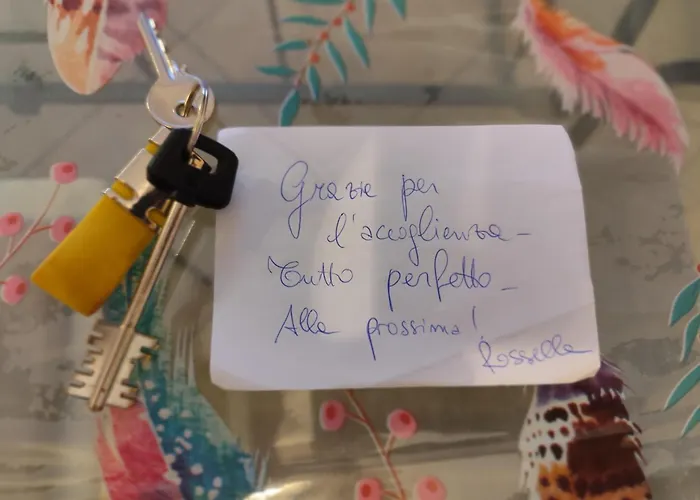 Grazie per
l'accoglienza -
Tutto perfetto -
Alla prossima!
Rossella